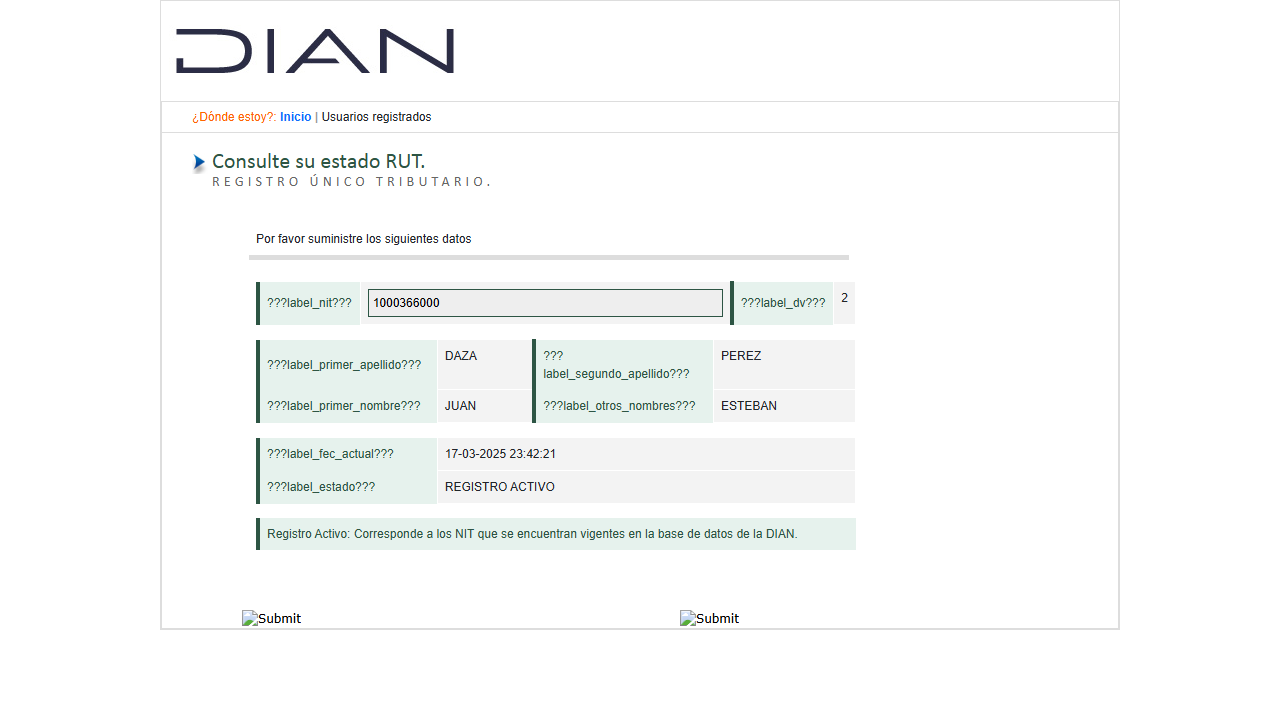 DIAN
¿Dónde estoy?: Inicio | Usuarios registrados
Consulte su estado RUT.
REGISTRO ÚNICO TRIBUTARIO.
Por favor suministre los siguientes datos
???label_nit??? 1000366000 ???label_dv??? 2
???label_primer_apellido??? DAZA ???label_segundo_apellido??? PEREZ
???label_primer_nombre??? JUAN ???label_otros_nombres??? ESTEBAN
???label_fec_actual??? 17-03-2025 23:42:21
???label_estado??? REGISTRO ACTIVO
Registro Activo: Corresponde a los NIT que se encuentran vigentes en la base de datos de la DIAN.
Submit Submit